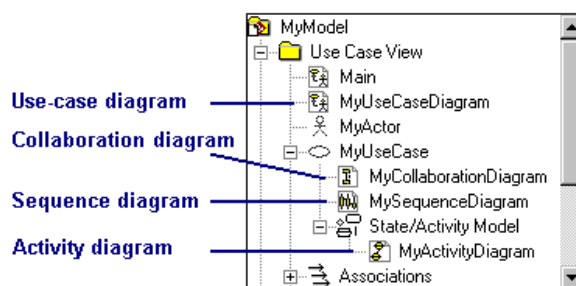 MyModel
Use Case View
Main
Use-case diagram
MyUseCaseDiagram
MyActor
Collaboration diagram
MyUseCase
MyCollaborationDiagram
Sequence diagram
MySequenceDiagram
State/Activity Model
Activity diagram
MyActivityDiagram
Associations